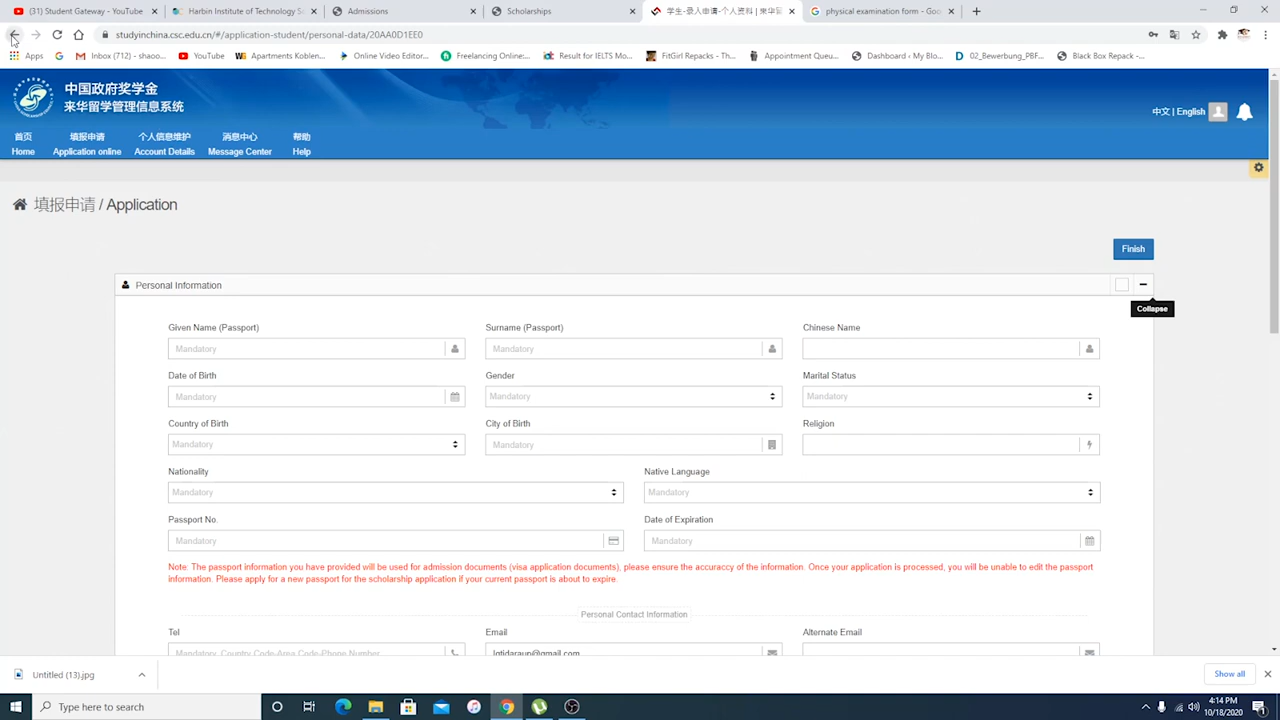 (31) Student Gateway - YouTube
Harbin Institute of Technology S
Admissions
Scholarships
学生-录入申请-个人资料 | 来华
physical examination form - Goo
studyinchina.csc.edu.cn/#/application-student/personal-data/20AA0D1EE0
Apps
Inbox (712) - shaoo...
YouTube
Apartments Koblen...
Online Video Editor...
Freelancing Online:...
Result for IELTS Mo...
FitGirl Repacks - Th...
Appointment Queu...
Dashboard ‹ My Blo...
02_Bewerbung_PBF...
Black Box Repack -...
中国政府奖学金
来华留学管理信息系统
中文 | English
首页 填报申请 个人信息维护 消息中心 帮助
Home Application online Account Details Message Center Help
填报申请 / Application
Finish
Personal Information
Collapse
Given Name (Passport) Surname (Passport) Chinese Name
Mandatory Mandatory
Date of Birth Gender Marital Status
Mandatory Mandatory Mandatory
Country of Birth City of Birth Religion
Mandatory Mandatory
Nationality Native Language
Mandatory Mandatory
Passport No. Date of Expiration
Mandatory Mandatory
Note. The passport information you have provided will be used for admission documents (visa application documents), please ensure the accuraccy of the information. Once your application is processed, you will be unable to edit the passport
information. Please apply for a new passport for the scholarship application if your current passport is about to expire.
Personal Contact Information
Tel Email Alternate Email
Mandatory, Country Code-Area Code-Phone Number
Untitled (13).jpg
Show all
Type here to search
4:14 PM
10/18/2020